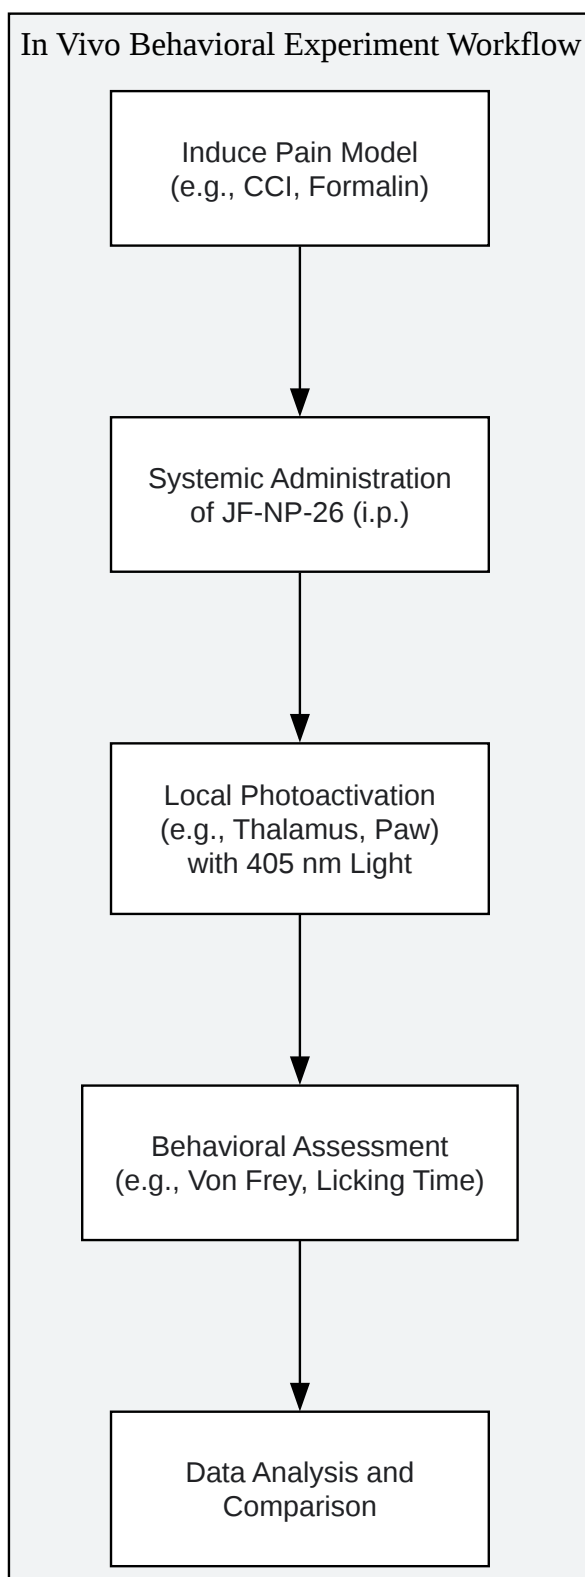 In Vivo Behavioral Experiment Workflow
Induce Pain Model
(e.g., CCI, Formalin)
Systemic Administration
of JF-NP-26 (i.p.)
Local Photoactivation
(e.g., Thalamus, Paw)
with 405 nm Light
Behavioral Assessment
(e.g., Von Frey, Licking Time)
Data Analysis and
Comparison